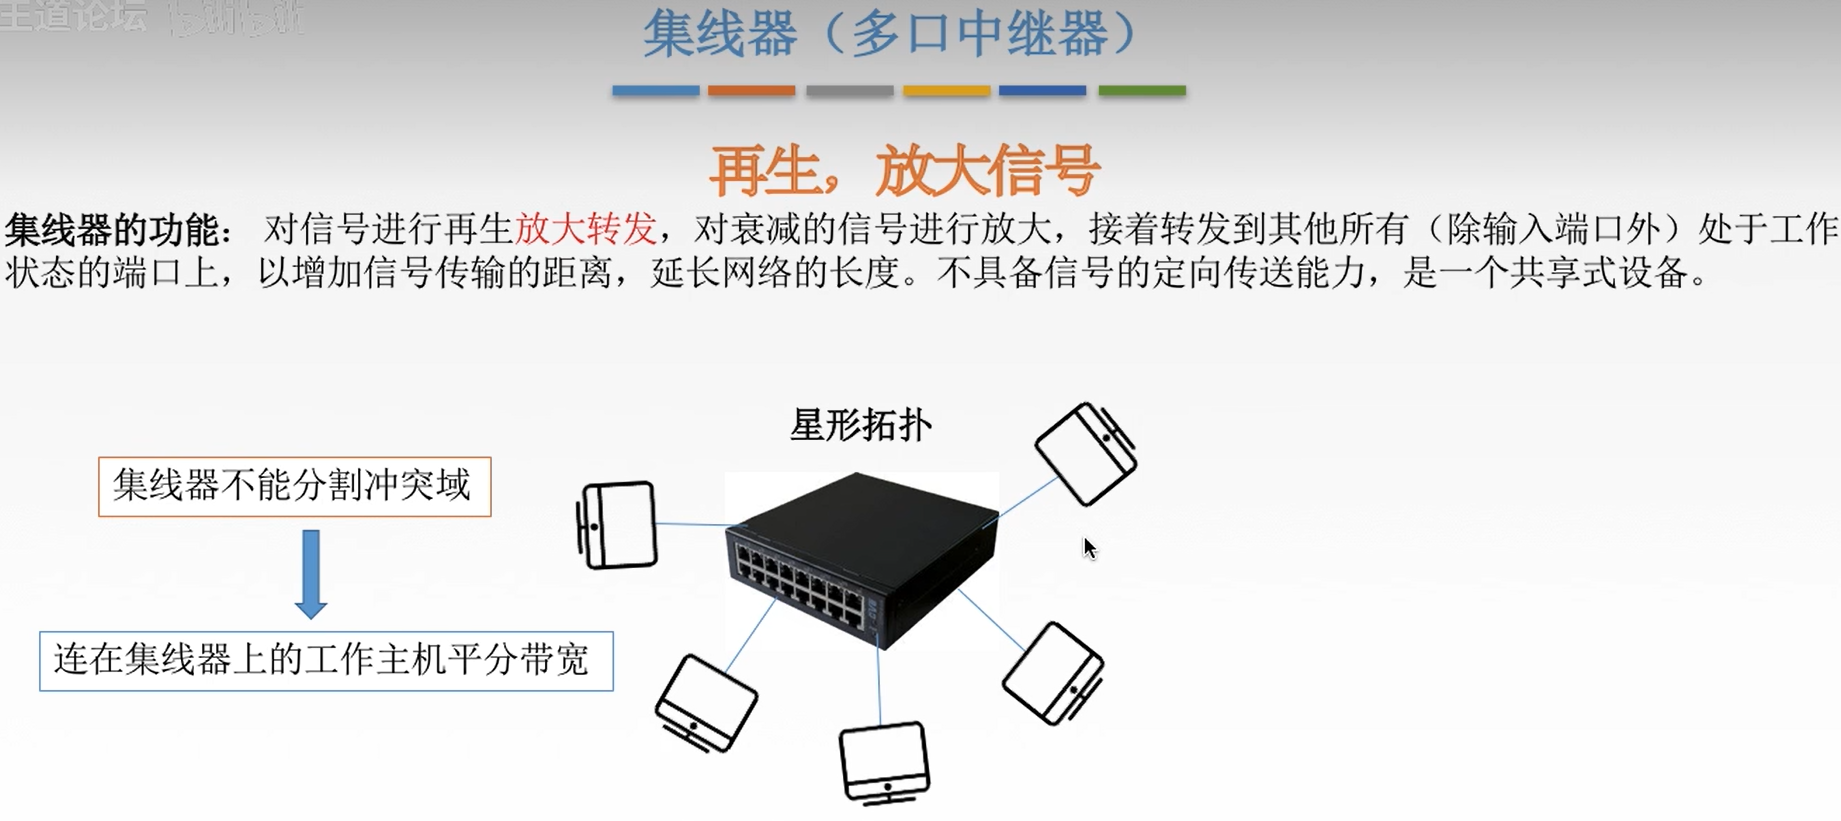 王道论坛 bilibili
集线器（多口中继器）
再生，放大信号
集线器的功能： 对信号进行再生放大转发，对衰减的信号进行放大，接着转发到其他所有（除输入端口外）处于工作
状态的端口上，以增加信号传输的距离，延长网络的长度。不具备信号的定向传送能力，是一个共享式设备。
星形拓扑
集线器不能分割冲突域
连在集线器上的工作主机平分带宽